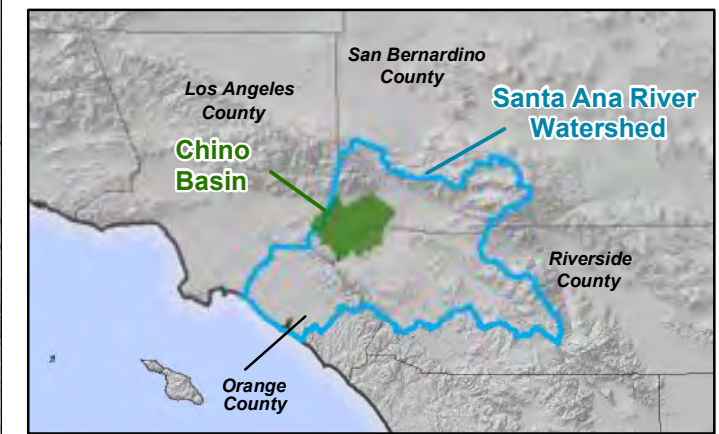 San Bernardino
County
Los Angeles
County
Santa Ana River
Watershed
Chino
Basin
Riverside
County
Orange
County